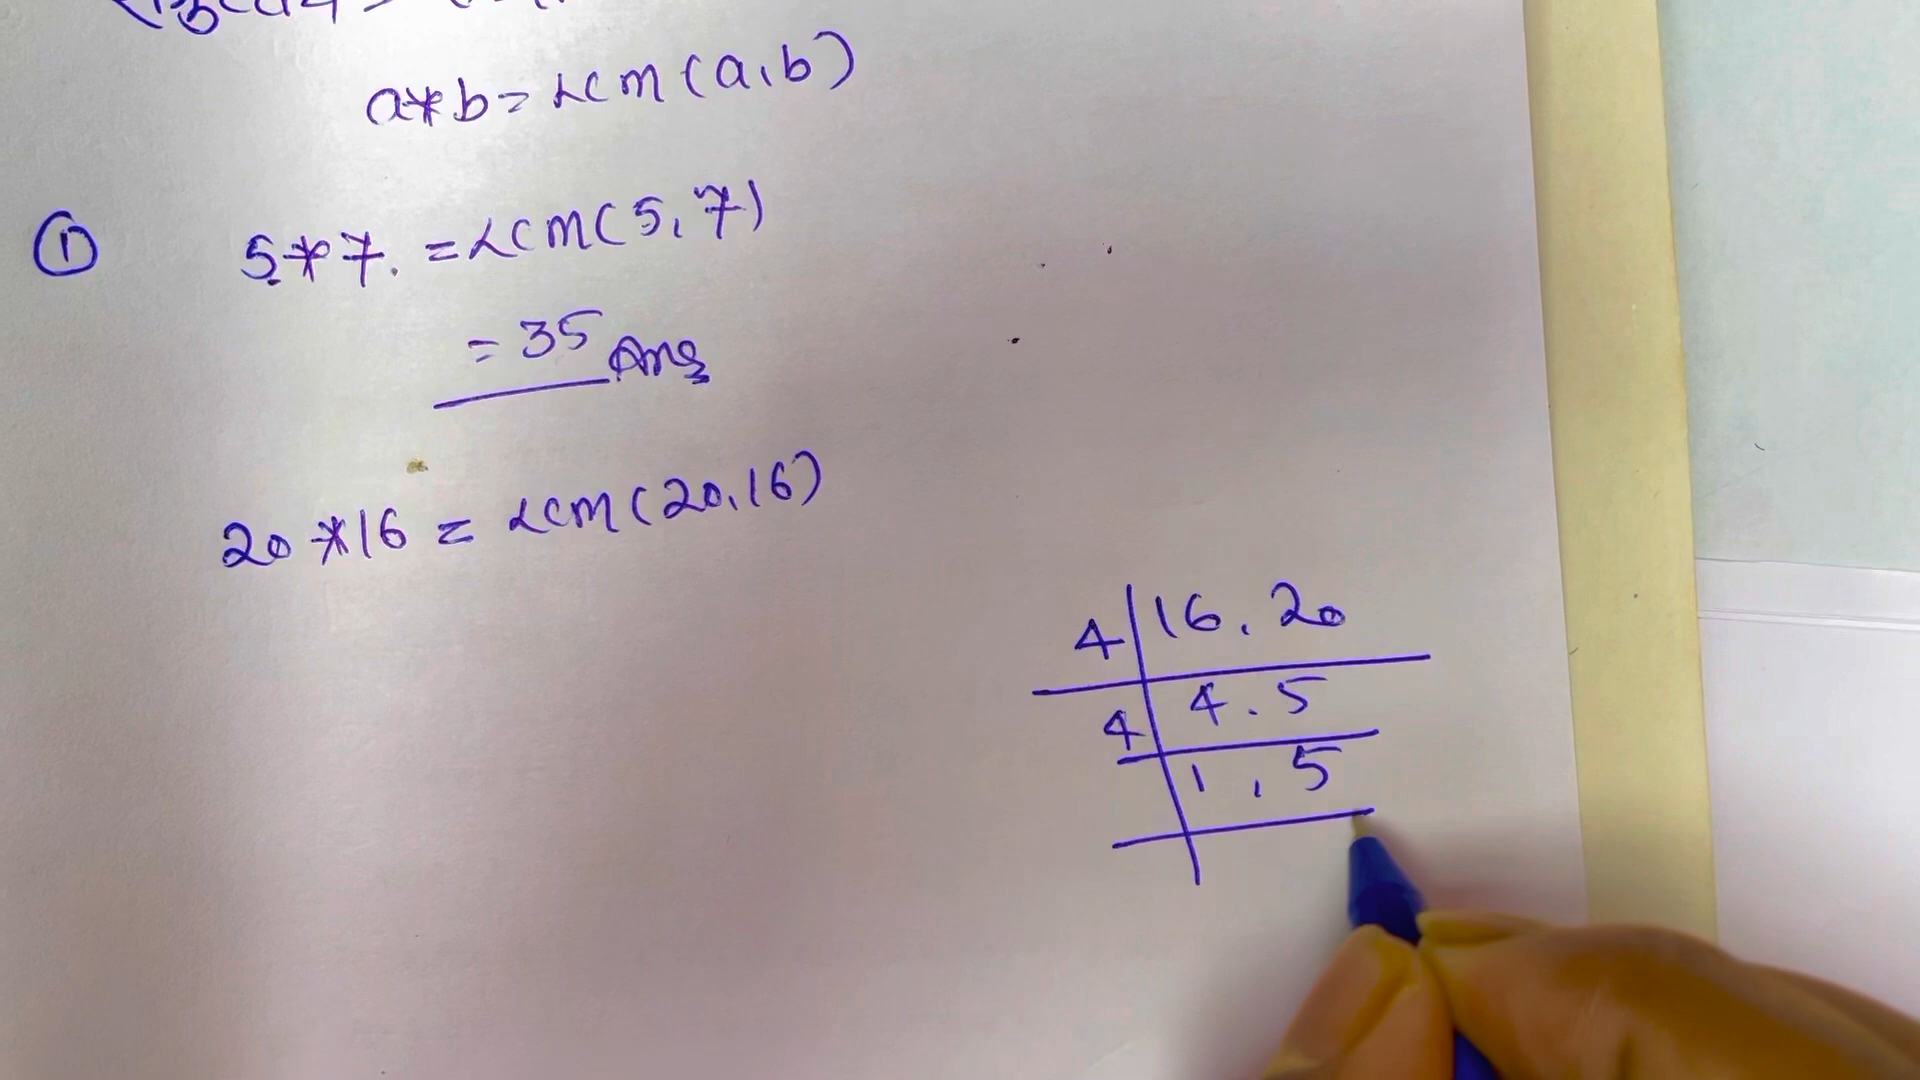 a*b = LCM (a,b)
① 5*7. = LCM (5,7)
= 35 Ans
20 *16 = LCM (20,16)
4 | 16, 20
4 | 4, 5
1, 5